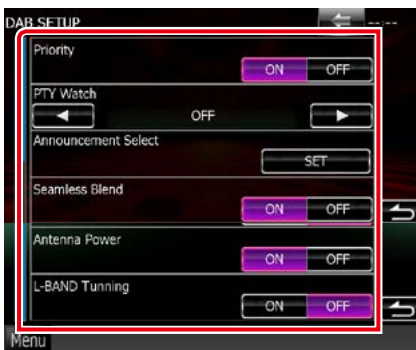 DAB SETUP
--:--
Priority
ON OFF
PTY Watch
OFF
Announcement Select
SET
Seamless Blend
ON OFF
Antenna Power
ON OFF
L-BAND Tunning
ON OFF
Menu